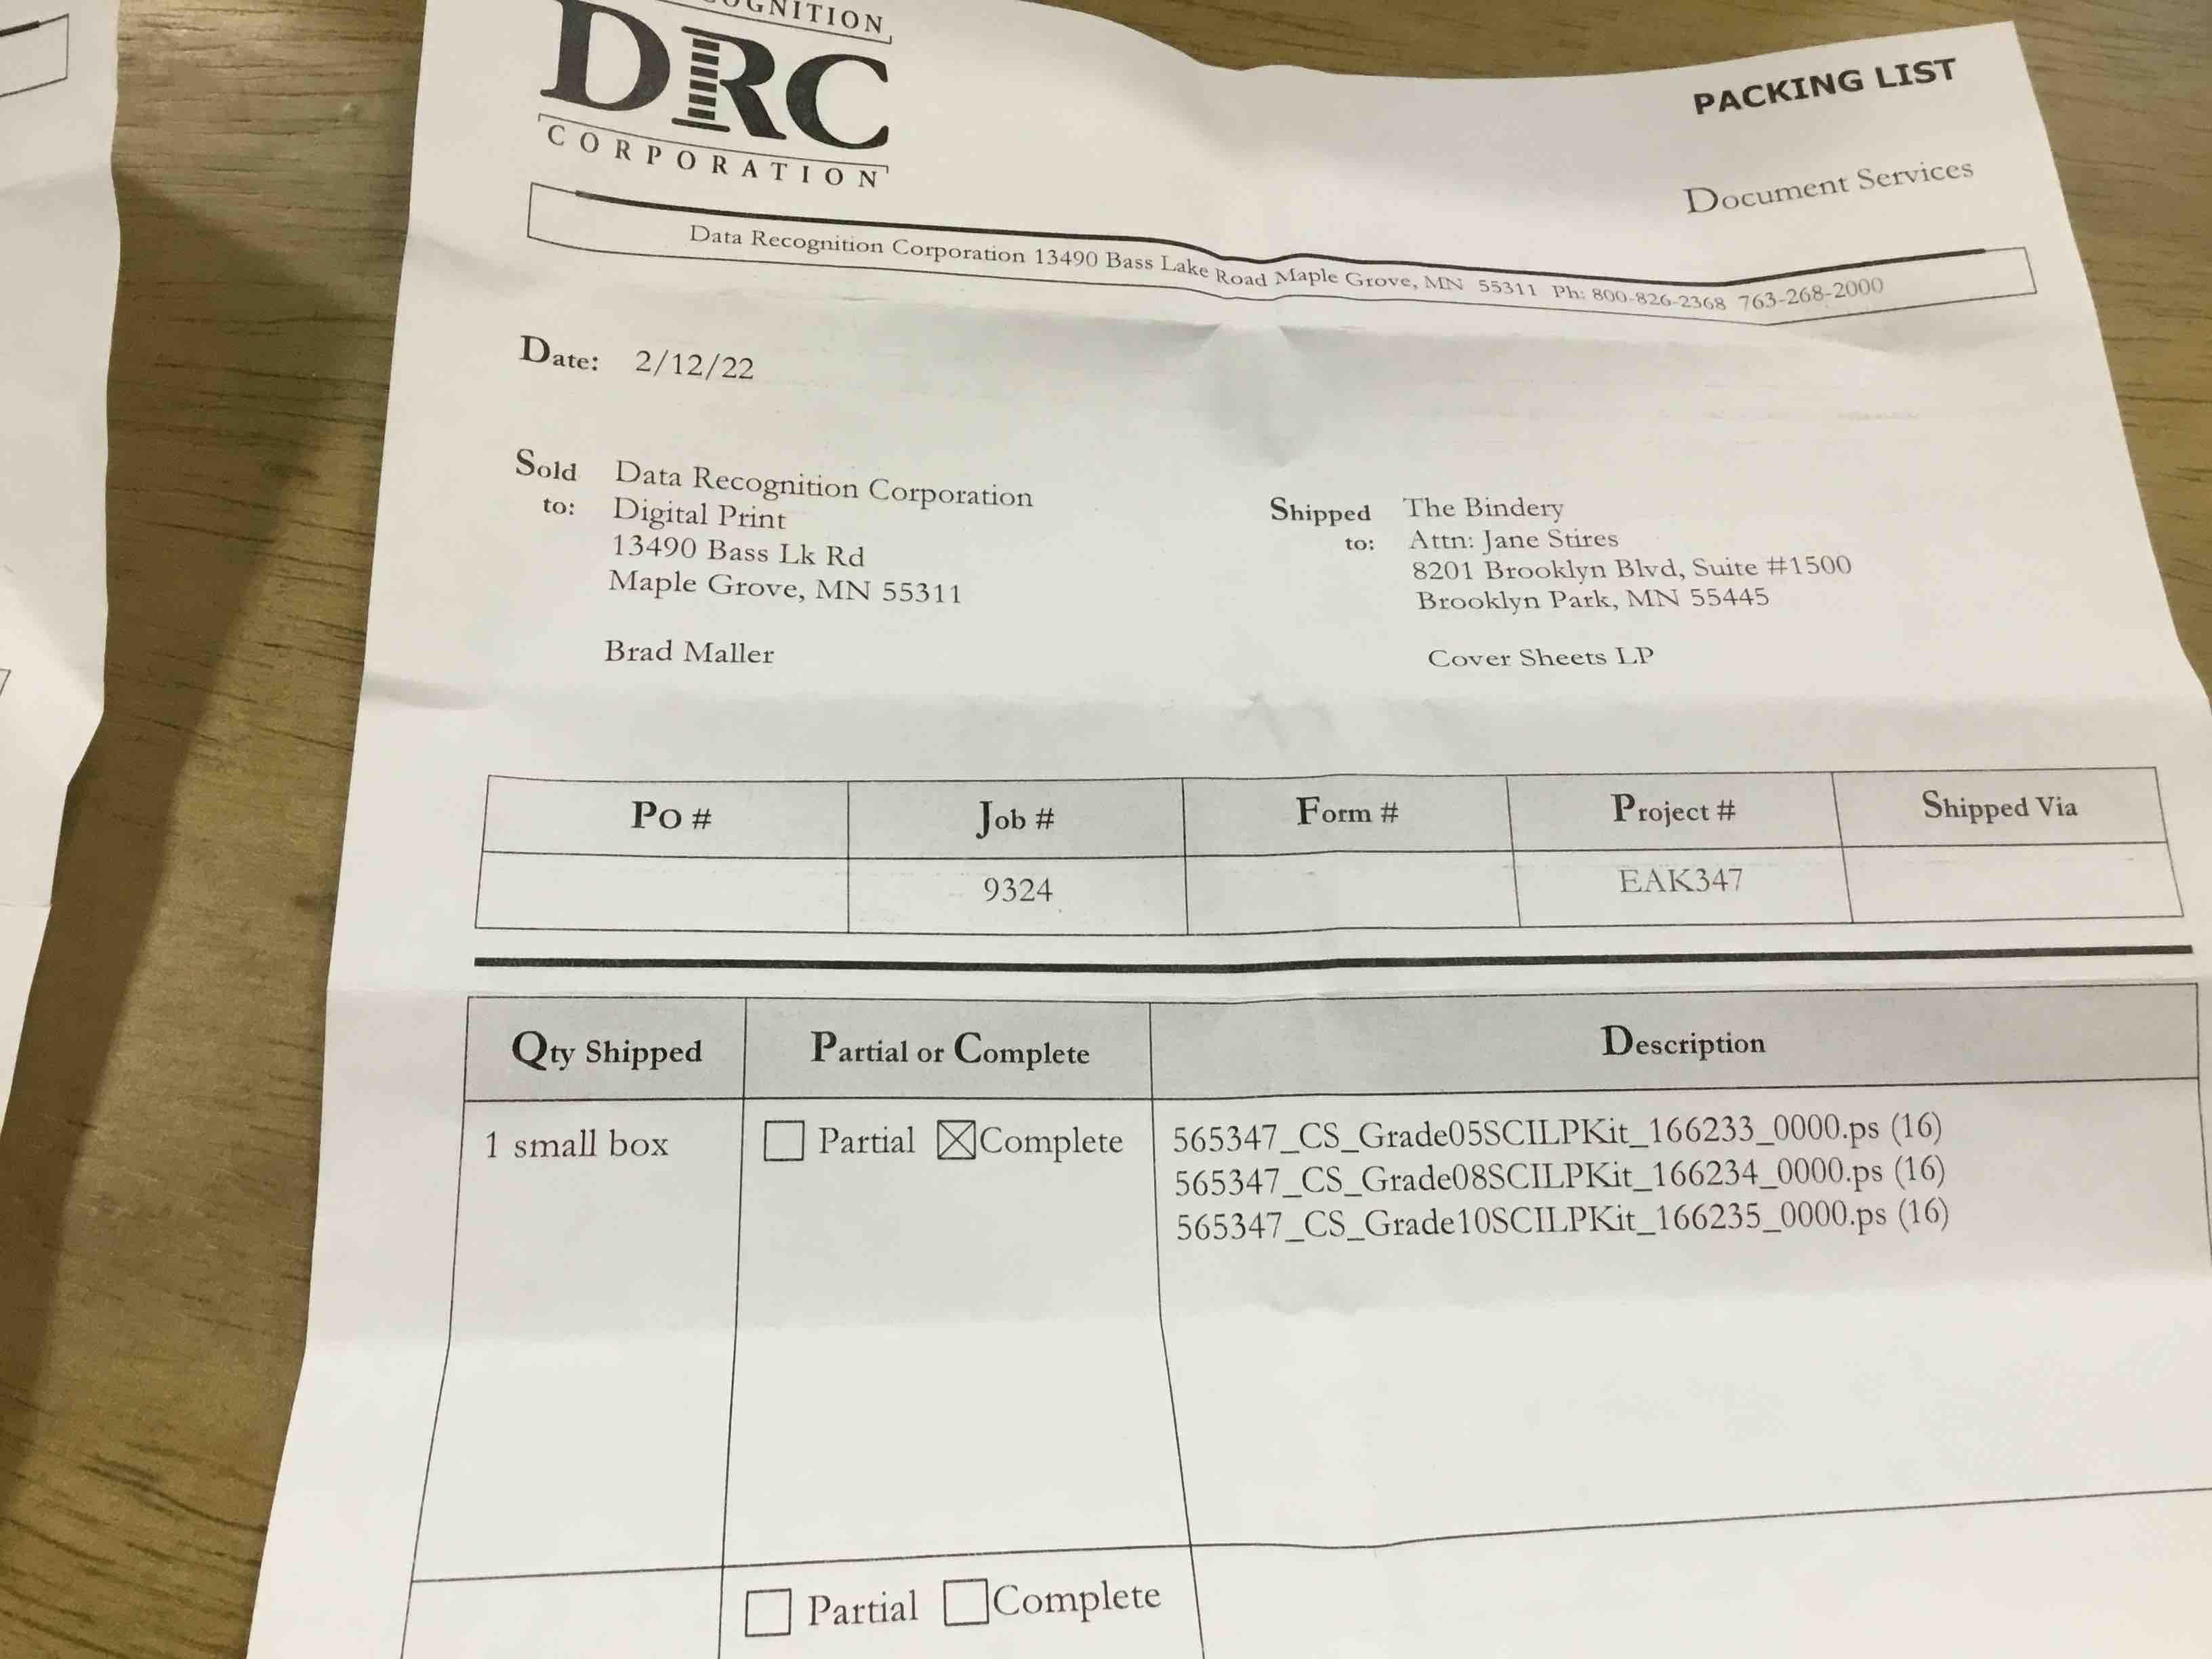 DRC
CORPORATION
PACKING LIST
Document Services
Data Recognition Corporation 13490 Bass Lake Road Maple Grove, MN 55311 Ph: 800-826-2368 763-268-2000
Date: 2/12/22
Sold to: Data Recognition Corporation
Digital Print
13490 Bass Lk Rd
Maple Grove, MN 55311
Brad Maller
Shipped to: The Bindery
Attn: Jane Stires
8201 Brooklyn Blvd, Suite #1500
Brooklyn Park, MN 55445
Cover Sheets LP
Po # Job # Form # Project # Shipped Via
9324 EAK347
Qty Shipped Partial or Complete Description
1 small box Partial Complete 565347_CS_Grade05SCILPKit_166233_0000.ps (16)
565347_CS_Grade08SCILPKit_166234_0000.ps (16)
565347_CS_Grade10SCILPKit_166235_0000.ps (16)
Partial Complete